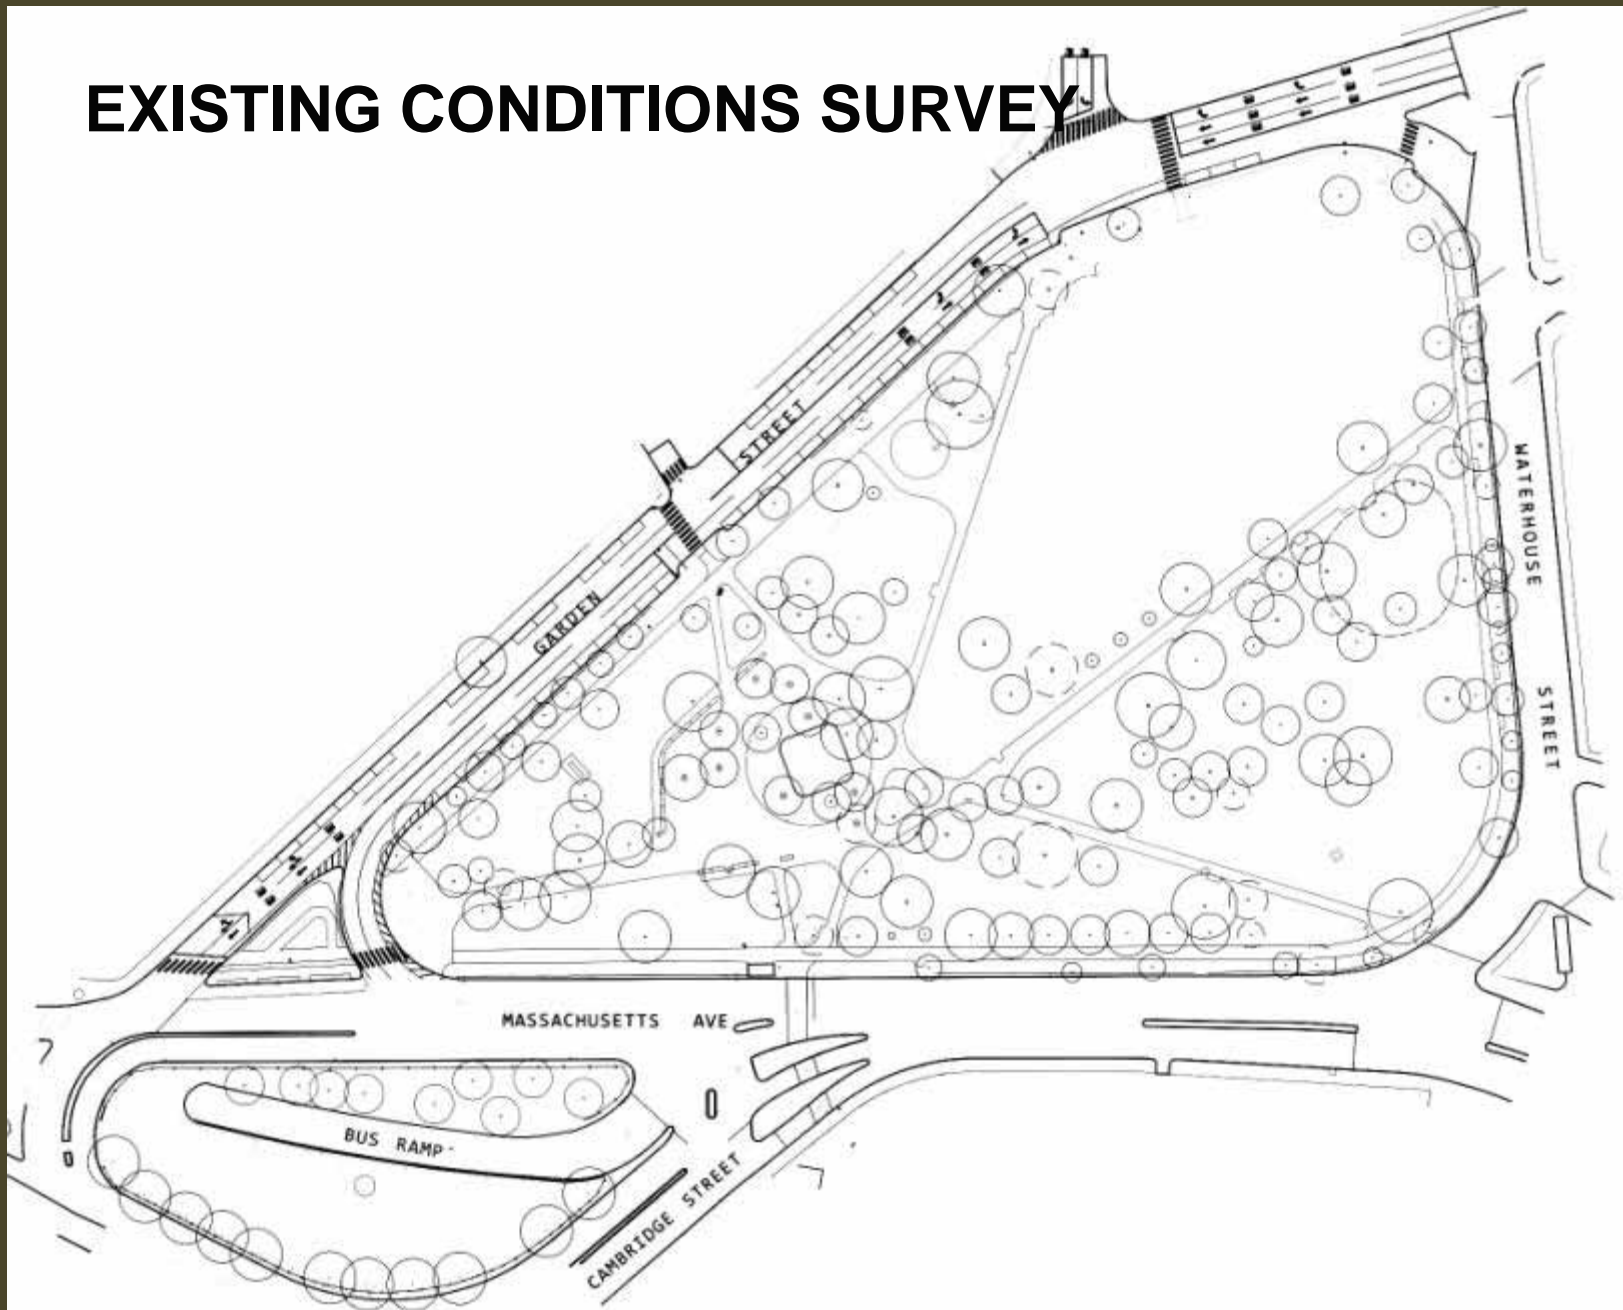 EXISTING CONDITIONS SURVEY
STREET
GARDEN
WATERHOUSE
STREET
MASSACHUSETTS AVE
BUS RAMP
CAMBRIDGE STREET